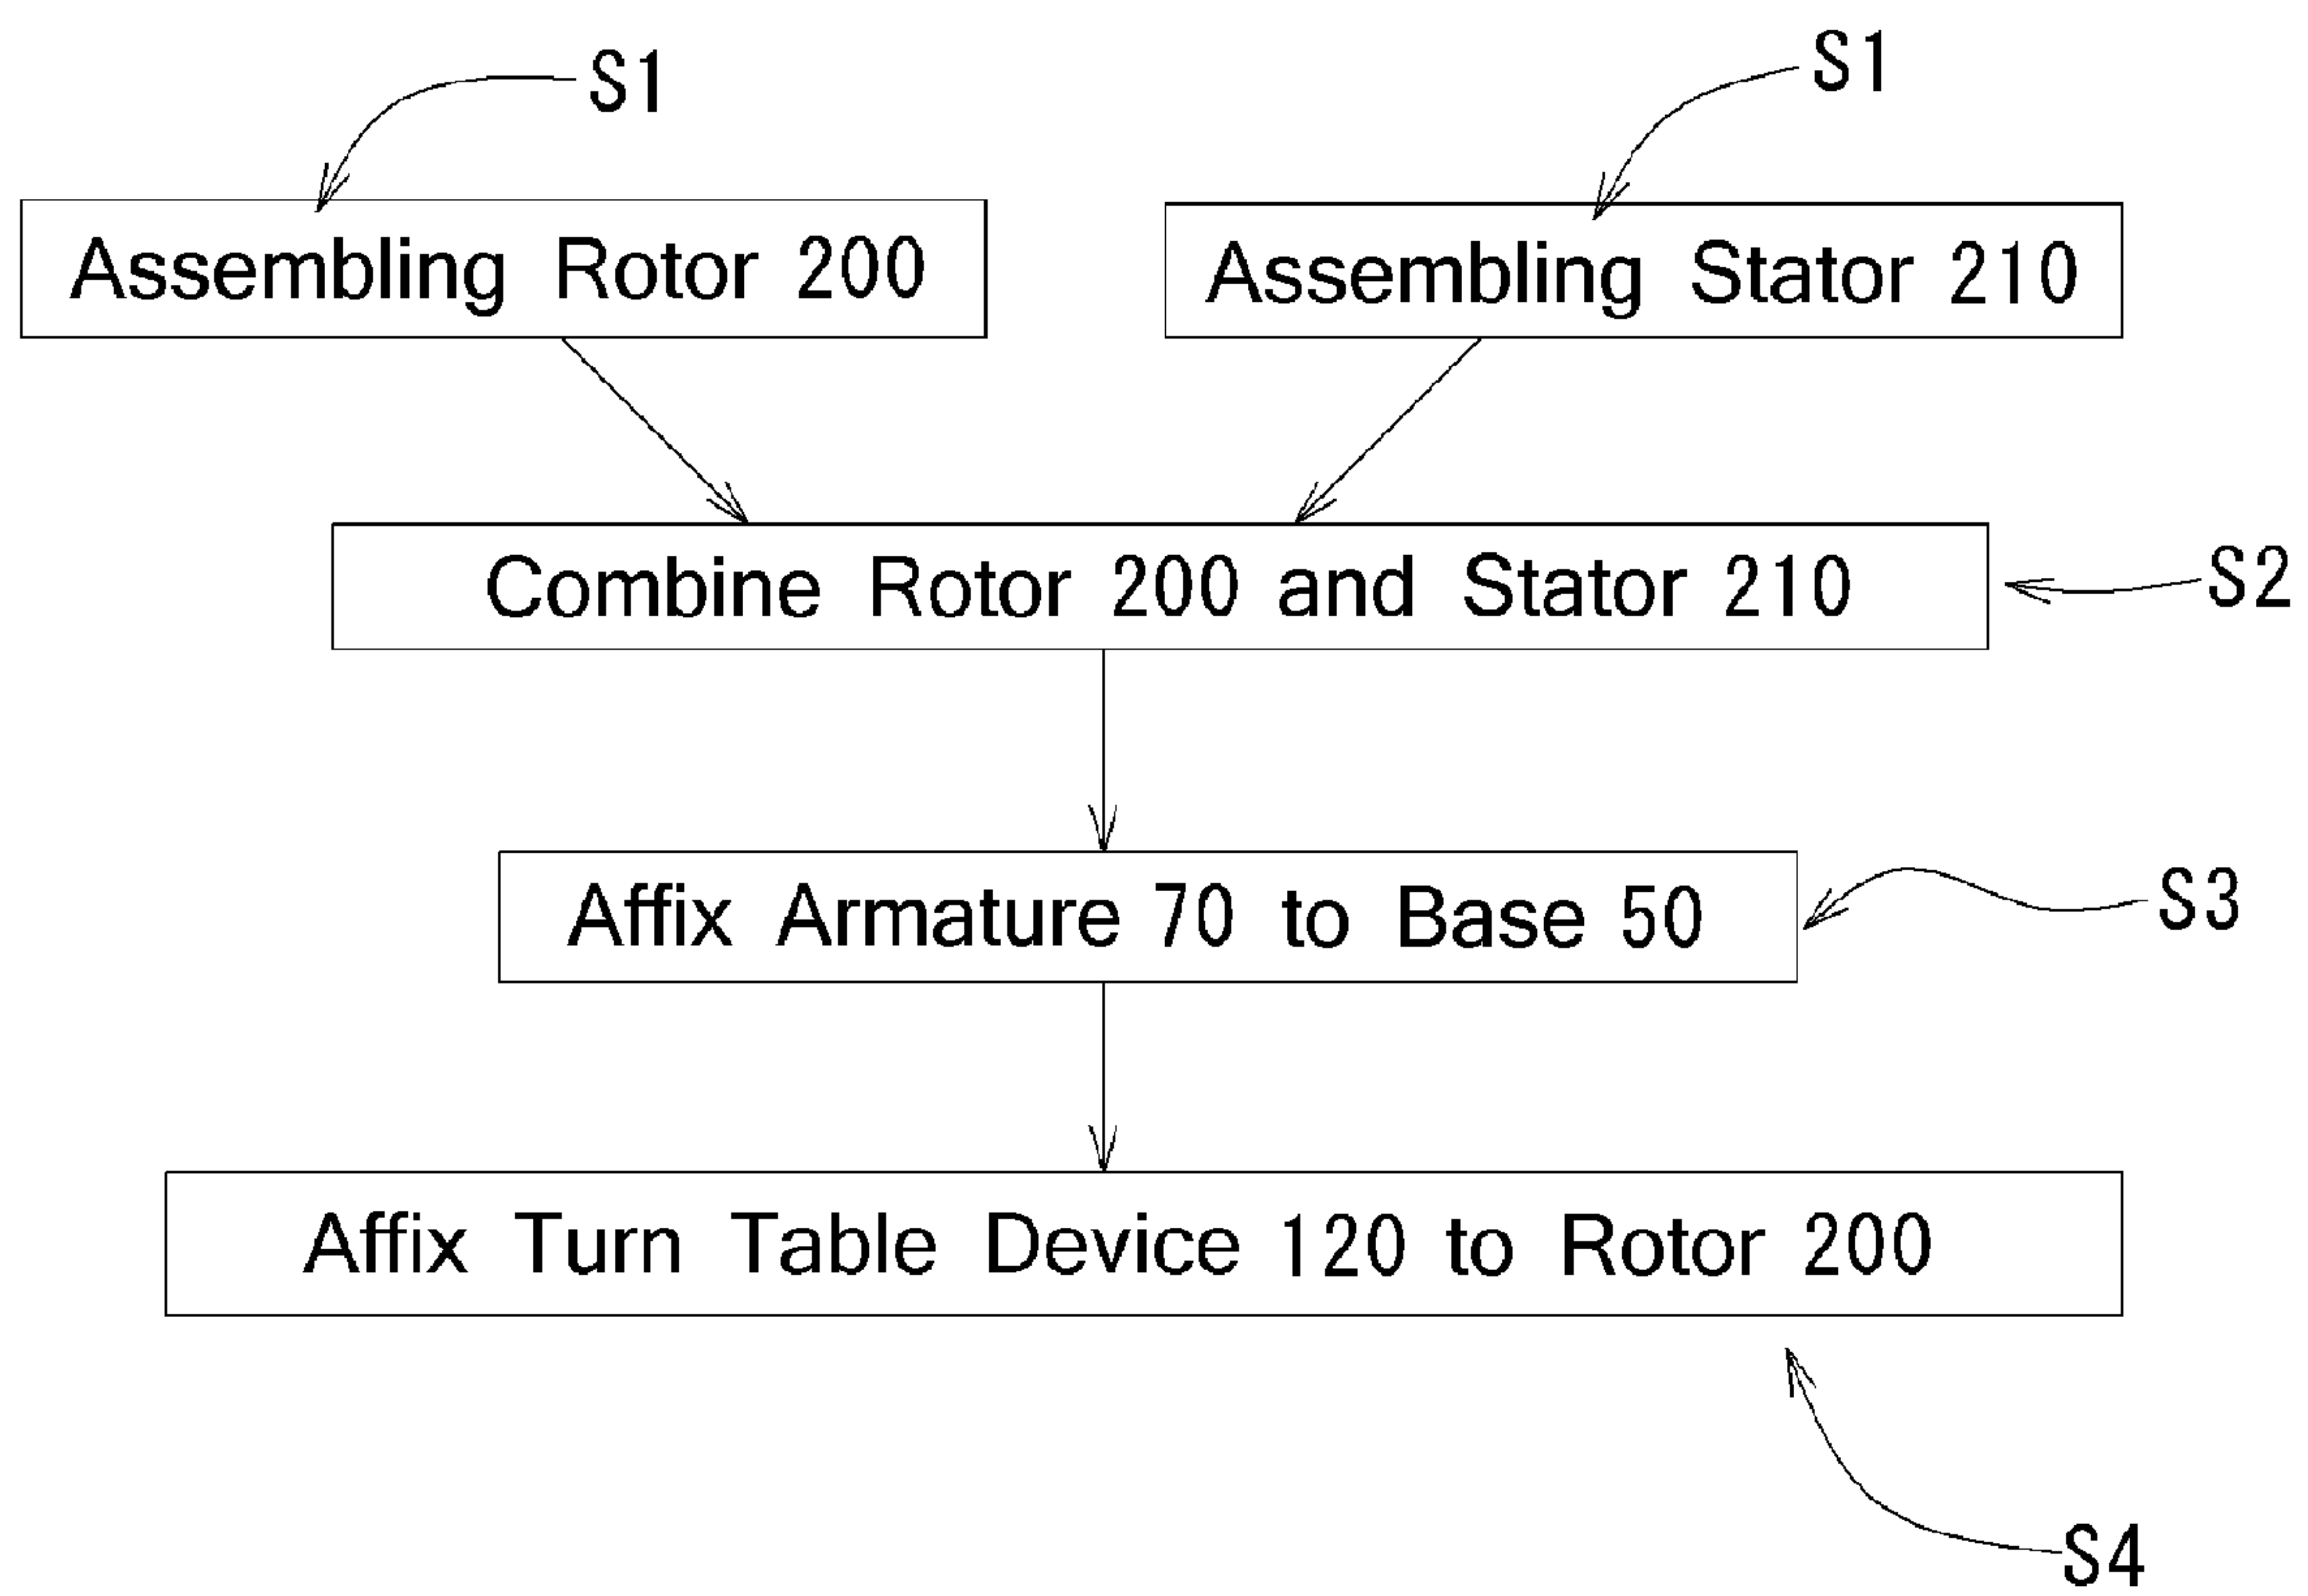 S1
S1
Assembling Rotor 200
Assembling Stator 210
Combine Rotor 200 and Stator 210
S2
Affix Armature 70 to Base 50
S3
Affix Turn Table Device 120 to Rotor 200
S4